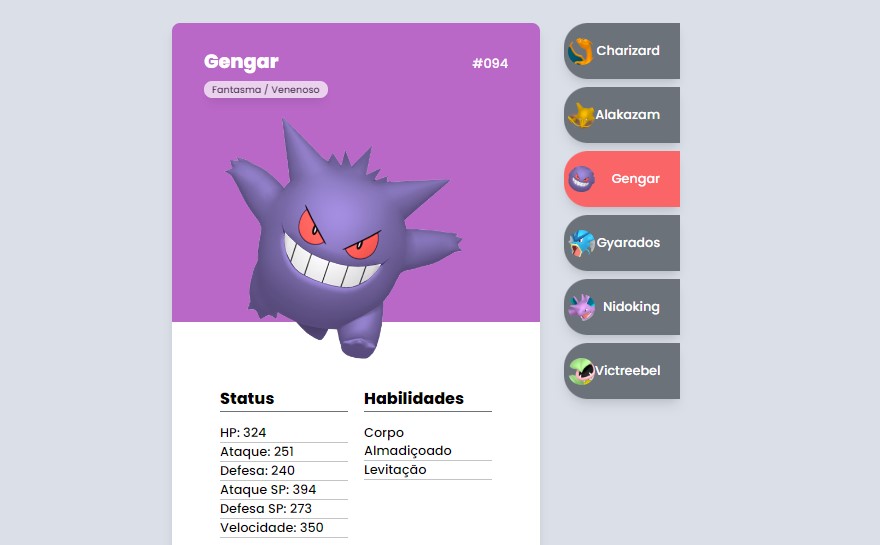 Gengar
#094
Fantasma / Venenoso
Status
HP: 324
Ataque: 251
Defesa: 240
Ataque SP: 394
Defesa SP: 273
Velocidade: 350
Habilidades
Corpo
Almadiçoado
Levitação
Charizard
Alakazam
Gengar
Gyarados
Nidoking
Victreebel